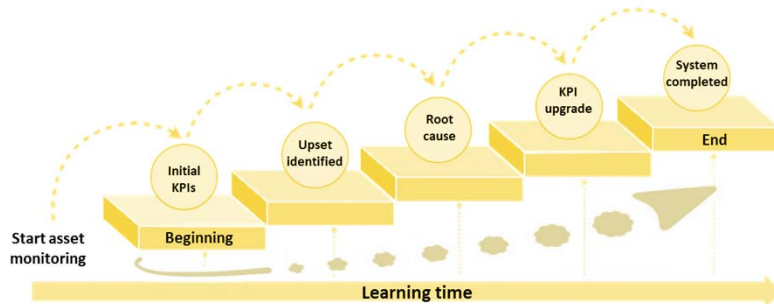 Start asset
monitoring
Initial
KPIs
Beginning
Upset
identified
Root
cause
KPI
upgrade
System
completed
End
Learning time